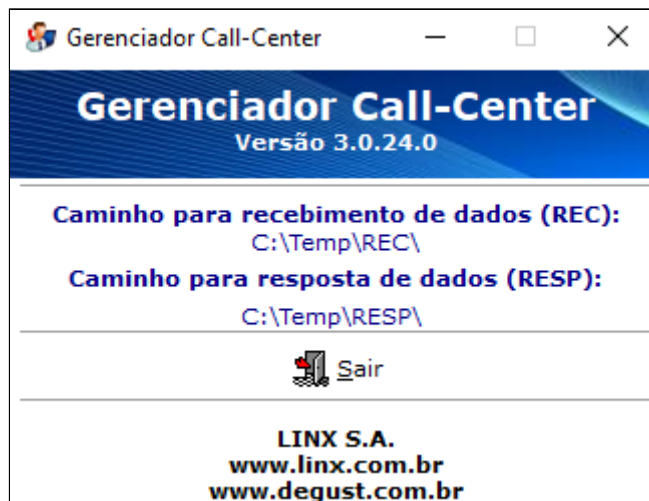 Gerenciador Call-Center
Gerenciador Call-Center
Versão 3.0.24.0
Caminho para recebimento de dados (REC):
C:\Temp\REC\
Caminho para resposta de dados (RESP):
C:\Temp\RESP\
Sair
LINX S.A.
www.linx.com.br
www.degust.com.br